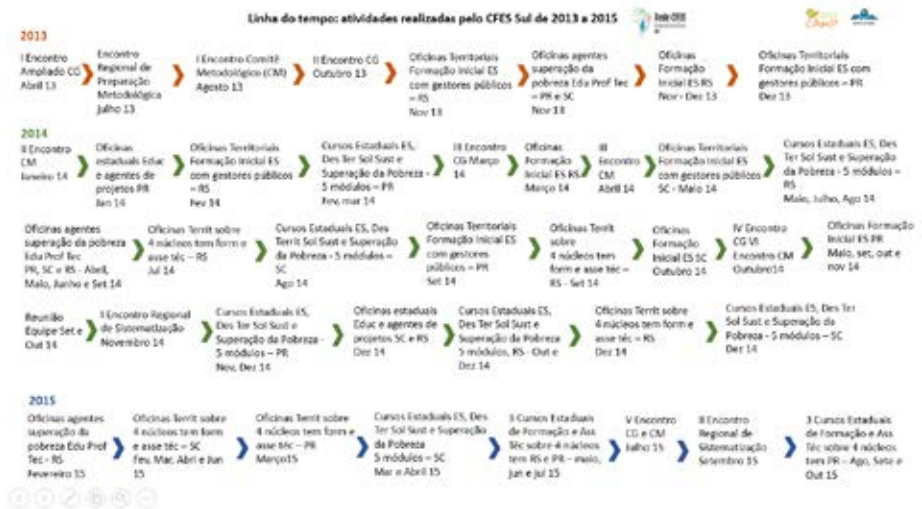 Linha do tempo: atividades realizadas pelo CFES Sul de 2013 a 2015
2013
I Encontro
Ampliado CG
Abril 13
Encontro
Regional de
Preparação
Metodológica
Julho 13
I Encontro Comitê
Metodológico (CM)
Agosto 13
II Encontro CG
Outubro 13
Oficinas Territoriais
Formação Inicial ES
com gestores públicos
– RS
Nov 13
Oficinas agentes
superação da
pobreza Edu Prof Tec
– PR e SC
Nov 13
Oficinas
Formação
Inicial ES RS
Nov - Dez 13
Oficinas Territoriais
Formação Inicial ES com
gestores públicos – PR
Dez 13
2014
II Encontro
CM
Janeiro 14
Oficinas
estaduais Educ
e agentes de
projetos PR
Jan 14
Oficinas Territoriais
Formação Inicial ES
com gestores públicos
– RS
Fev 14
Cursos Estaduais ES,
Des Ter Sol Sust e
Superação da Pobreza -
5 módulos – PR
Fev, mar 14
III Encontro
CG Março
14
Oficinas
Formação
Inicial ES RS
Março 14
III
Encontro
CM
Abril 14
Oficinas Territoriais
Formação Inicial ES
com gestores públicos
SC - Maio 14
Cursos Estaduais ES, Des
Ter Sol Sust e Superação
da Pobreza - 5 módulos –
RS
Maio, Julho, Ago 14
Oficinas agentes
superação da pobreza
Edu Prof Tec
PR, SC e RS - Abril,
Maio, Junho e Set 14
Oficinas Territ sobre
4 núcleos tem form e
asse téc – RS
Jul 14
Cursos Estaduais ES, Des
Territ Sol Sust e Superação
da Pobreza - 5 módulos –
SC
Ago 14
Oficinas Territoriais
Formação Inicial ES
com gestores
públicos – PR
Set 14
Oficinas Territ
sobre
4 núcleos tem
form e asse téc –
RS - Set 14
Oficinas
Formação
Inicial ES SC
Outubro 14
IV Encontro
CG VI
Encontro CM
Outubro14
Oficinas Formação
Inicial ES PR
Maio, set, out e
nov 14
Reunião
Equipe Set e
Out 14
I Encontro Regional
de Sistematização
Novembro 14
Cursos Estaduais ES,
Des Ter Sol Sust e
Superação da Pobreza -
5 módulos – PR
Nov, Dez 14
Oficinas estaduais
Educ e agentes de
projetos SC e RS
Dez 14
Cursos Estaduais ES,
Des Ter Sol Sust e
Superação da Pobreza
5 módulos, RS - Out e
Dez 14
Oficinas Territ sobre
4 núcleos tem form e
asse téc – RS
Dez 14
Cursos Estaduais ES, Des Ter
Sol Sust e Superação da
Pobreza - 5 módulos – SC
Dez 14
2015
Oficinas agentes
superação da
pobreza Edu Prof
Tec - RS
Fevereiro 15
Oficinas Territ sobre
4 núcleos tem form
e asse téc – SC
Fev, Mar, Abri e Jun
15
Oficinas Territ sobre
4 núcleos tem form e
asse téc – PR
Março15
Cursos Estaduais ES, Des
Ter Sol Sust e Superação
da Pobreza
5 módulos – SC
Mar e Abril 15
3 Cursos Estaduais
de Formação e Ass
Téc sobre 4 núcleos
tem RS e PR – maio,
jun e jul 15
V Encontro
CG e CM
Julho 15
II Encontro
Regional de
Sistematização
Setembro 15
3 Cursos Estaduais
de Formação e Ass
Téc sobre 4 núcleos
tem PR – Ago, Sete e
Out 15